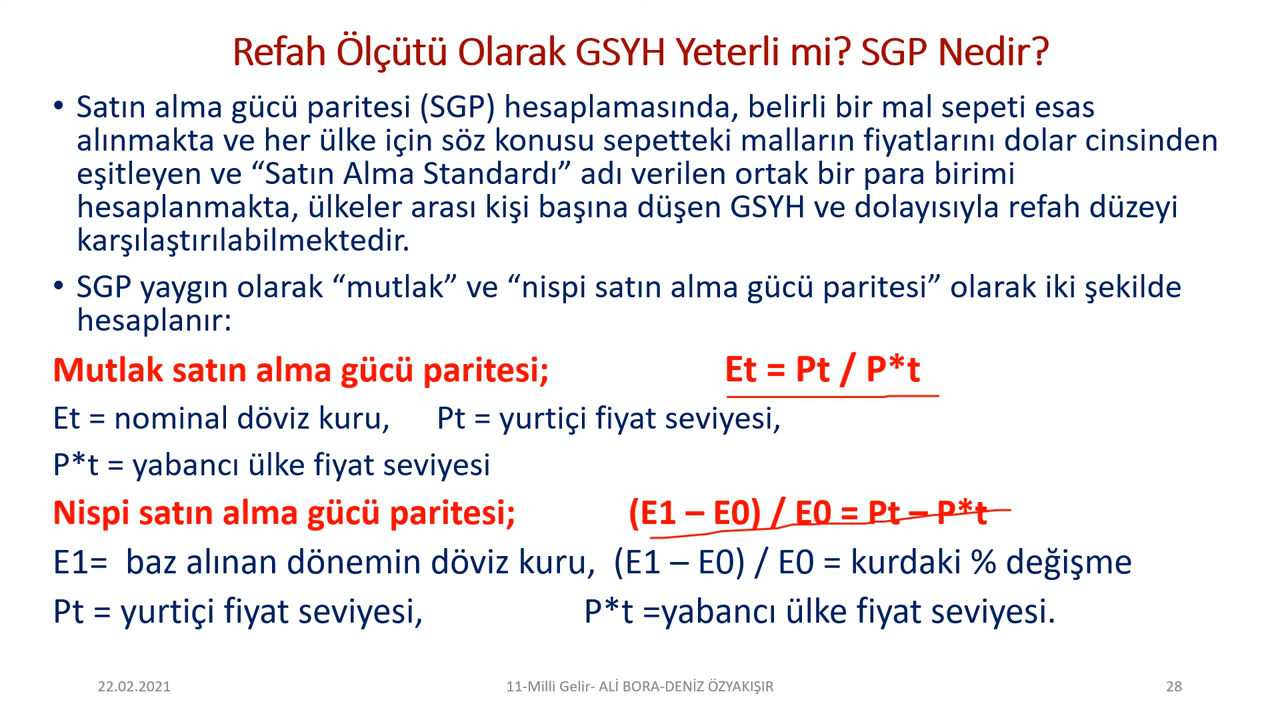 Refah Ölçütü Olarak GSYH Yeterli mi? SGP Nedir?
• Satın alma gücü paritesi (SGP) hesaplamasında, belirli bir mal sepeti esas
alınmakta ve her ülke için söz konusu sepetteki malların fiyatlarını dolar cinsinden
eşitleyen ve “Satın Alma Standardı” adı verilen ortak bir para birimi
hesaplanmakta, ülkeler arası kişi başına düşen GSYH ve dolayısıyla refah düzeyi
karşılaştırılabilmektedir.
• SGP yaygın olarak “mutlak” ve “nispi satın alma gücü paritesi” olarak iki şekilde
hesaplanır:
Mutlak satın alma gücü paritesi; Et = Pt / P*t
Et = nominal döviz kuru, Pt = yurtiçi fiyat seviyesi,
P*t = yabancı ülke fiyat seviyesi
Nispi satın alma gücü paritesi; (E1 – E0) / E0 = Pt – P*t
E1= baz alınan dönemin döviz kuru, (E1 – E0) / E0 = kurdaki % değişme
Pt = yurtiçi fiyat seviyesi, P*t =yabancı ülke fiyat seviyesi.
22.02.2021 11-Milli Gelir- ALİ BORA-DENİZ ÖZYAKIŞIR 28